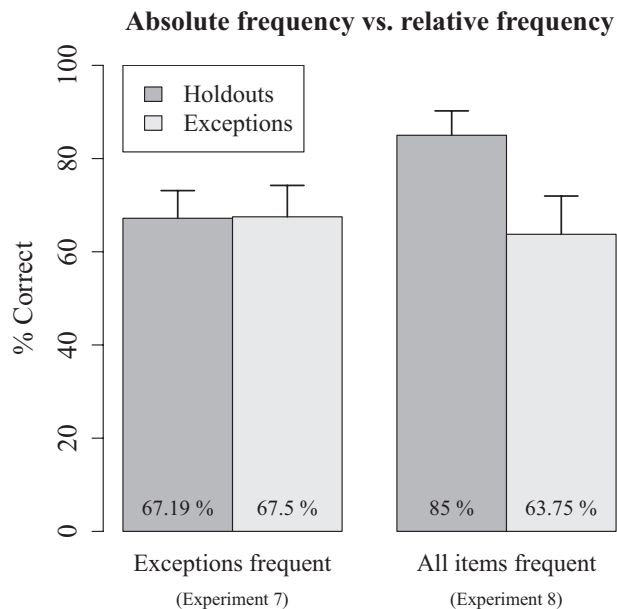 Absolute frequency vs. relative frequency
% Correct
100
80
60
40
20
0
Holdouts
Exceptions
67.19 %
67.5 %
85 %
63.75 %
Exceptions frequent
(Experiment 7)
All items frequent
(Experiment 8)